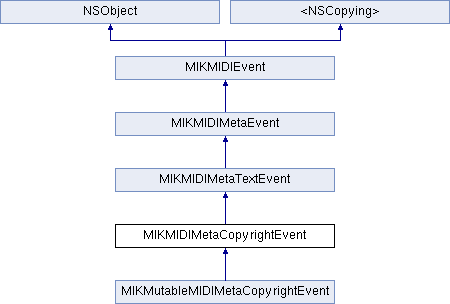 NSObject
<NSCopying>
MIKMIDIEvent
MIKMIDIMetaEvent
MIKMIDIMetaTextEvent
MIKMIDIMetaCopyrightEvent
MIKMutableMIDIMetaCopyrightEvent